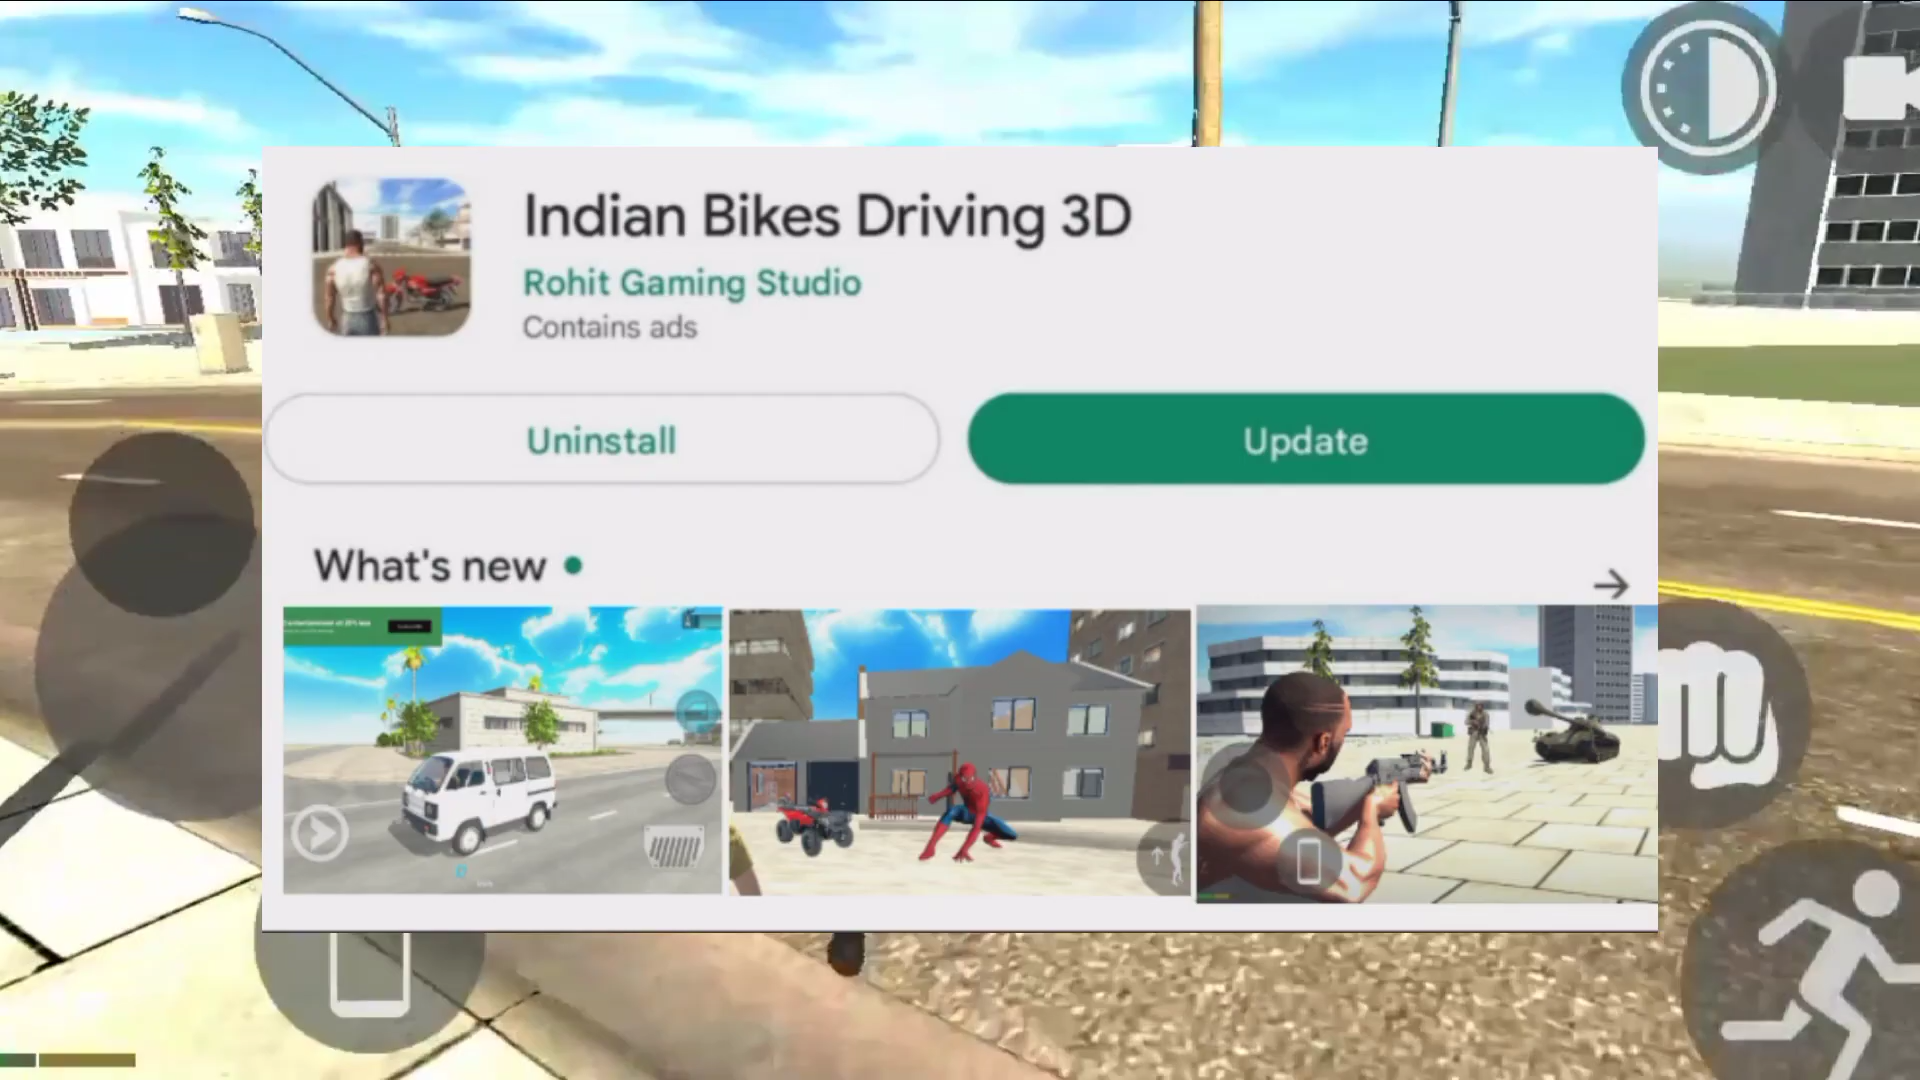 Indian Bikes Driving 3D
Rohit Gaming Studio
Contains ads
Uninstall
Update
What's new